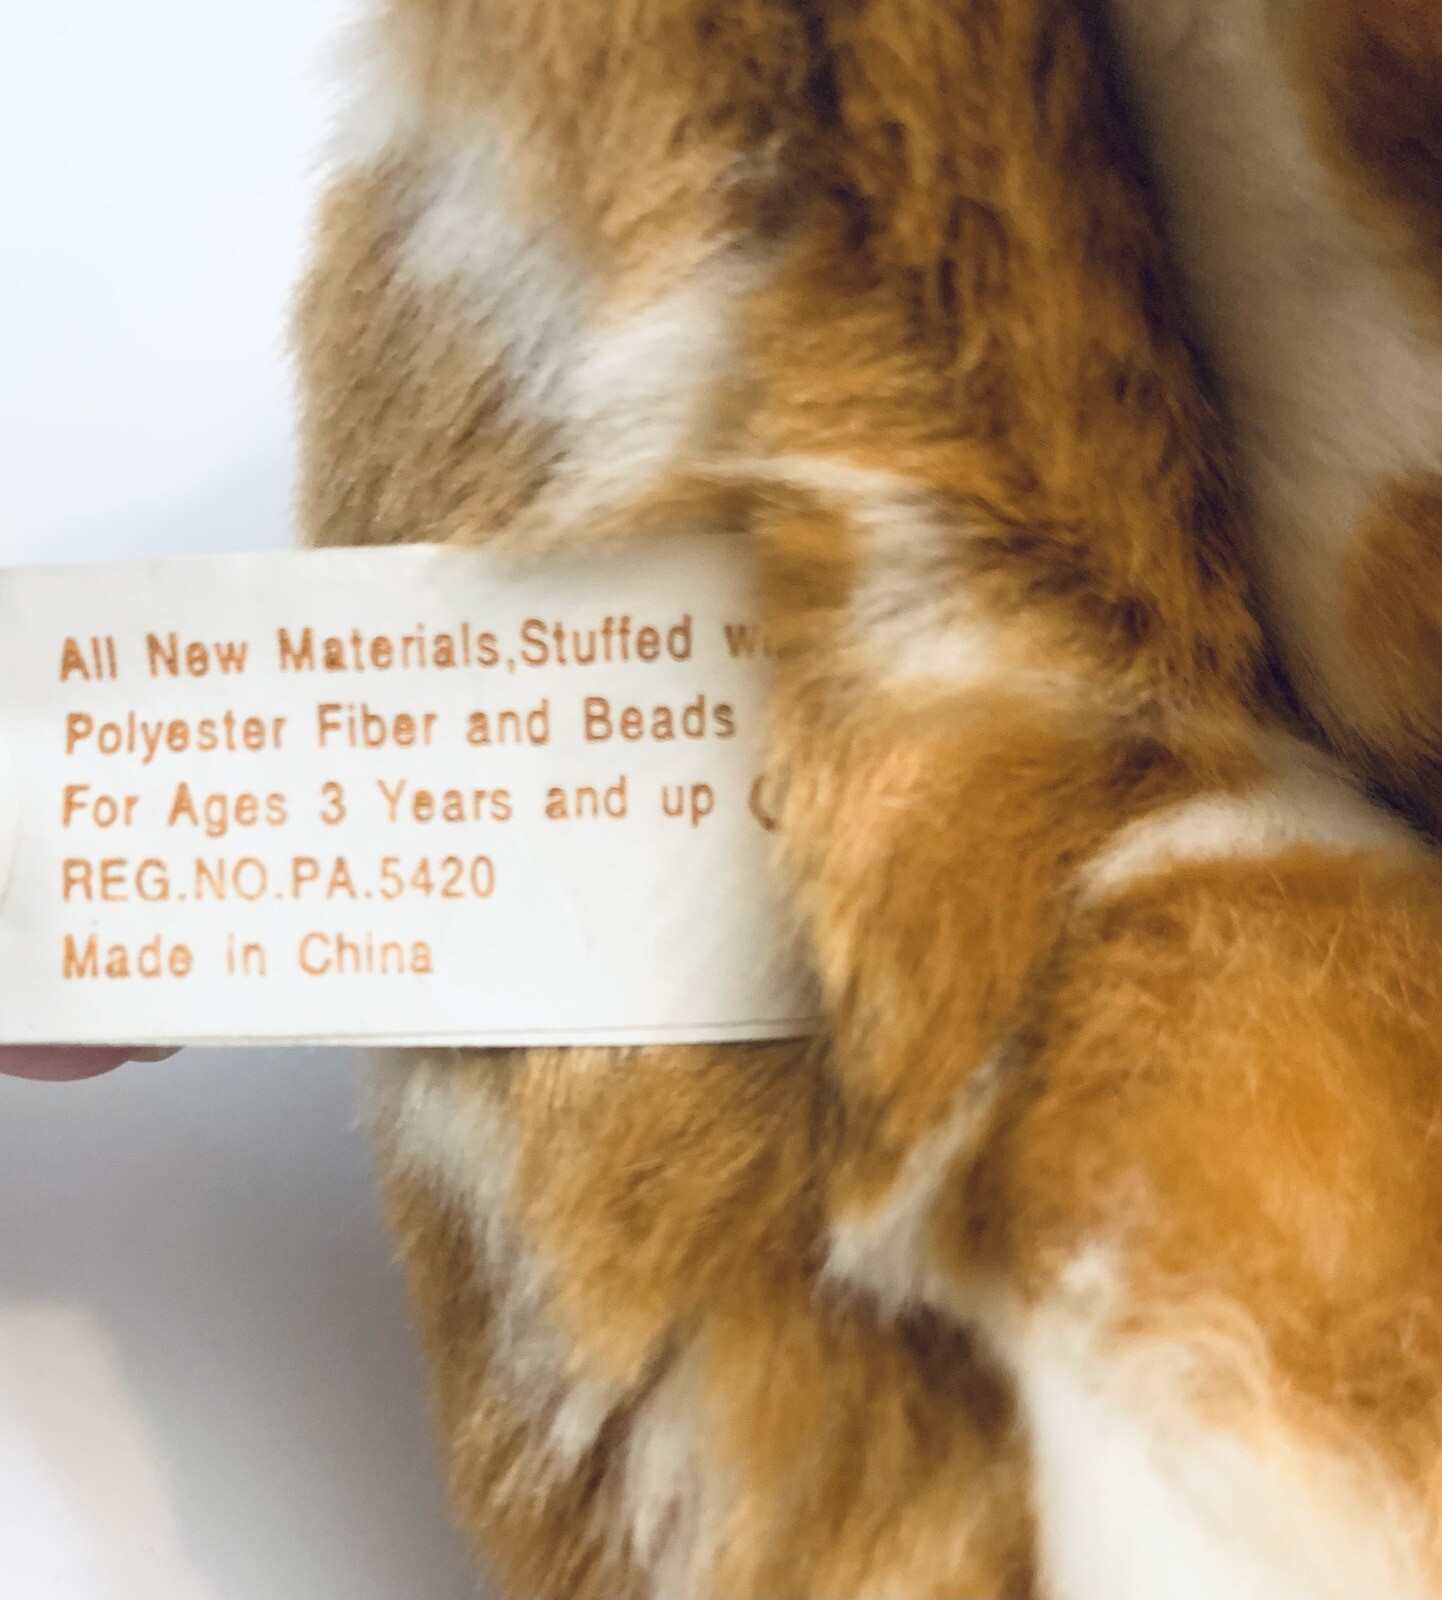 All New Materials,Stuffed
Polyester Fiber and Beads
For Ages 3 Years and up
REG.NO.PA.5420
Made in China